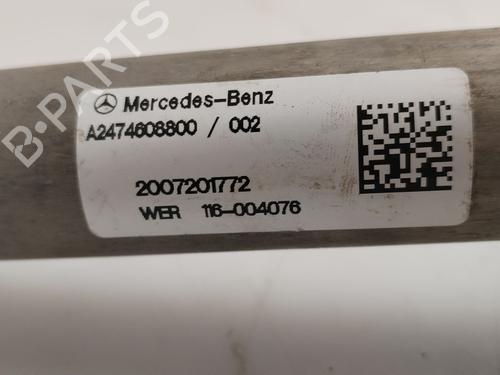 Mercedes-Benz
A2474608800 / 002
2007201772
WER 116-004076
B-PARTS